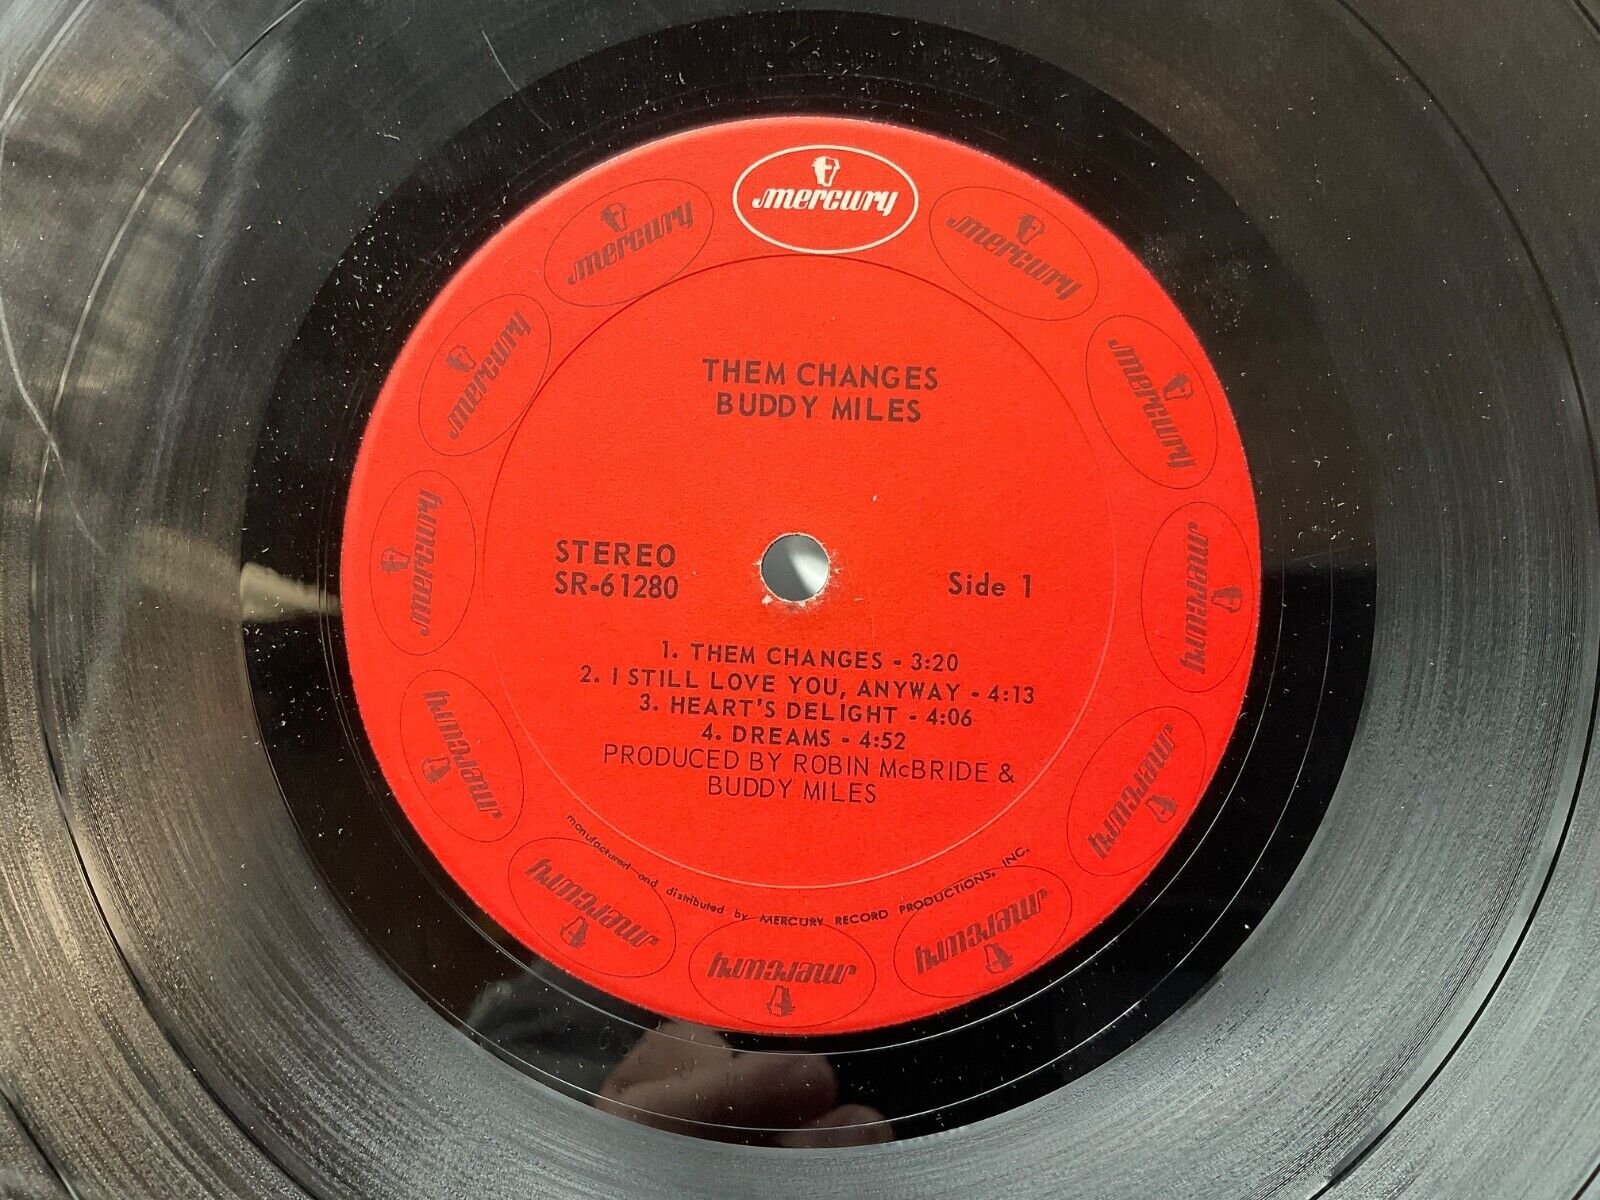 mercury
mercury
mercury
mercury
mercury
mercury
mercury
mercury
mercury
mercury
mercury
mercury
THEM CHANGES
BUDDY MILES
STEREO
SR-61280
Side 1
1. THEM CHANGES - 3:20
2. I STILL LOVE YOU, ANYWAY - 4:13
3. HEART'S DELIGHT - 4:06
4. DREAMS - 4:52
PRODUCED BY ROBIN McBRIDE &
BUDDY MILES
manufactured and distributed by MERCURY RECORD PRODUCTIONS, INC.